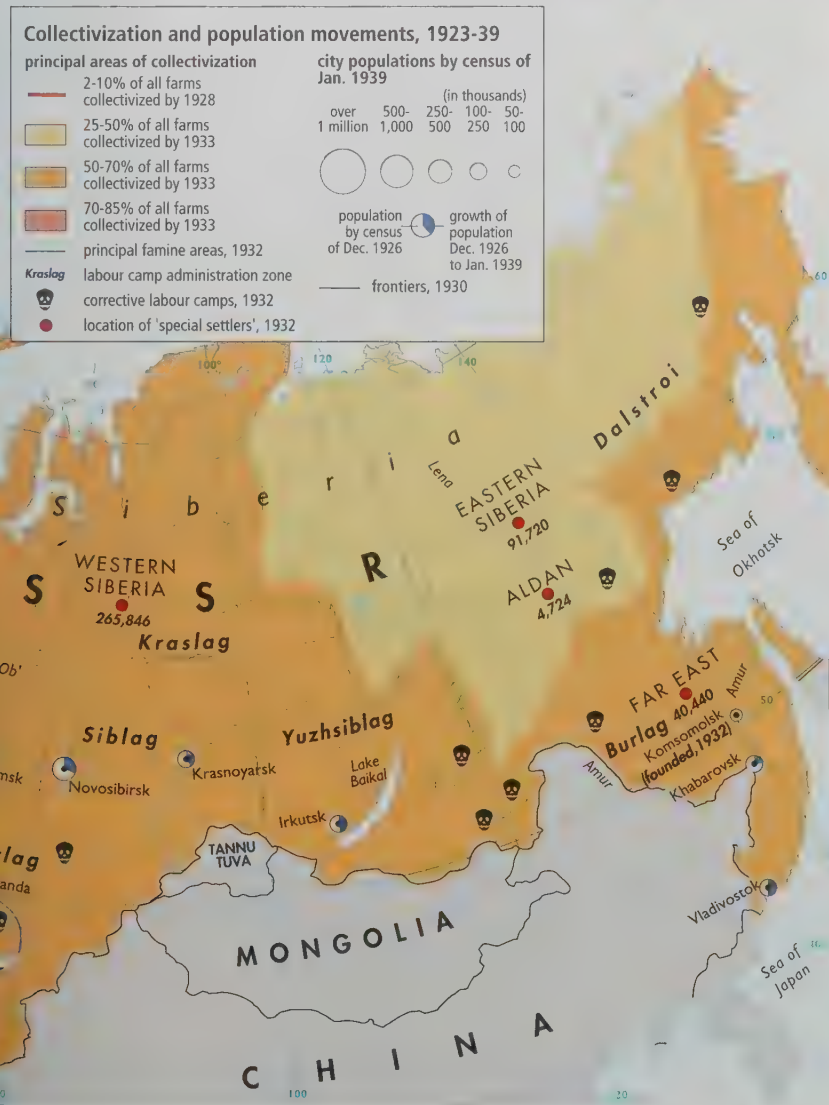 Collectivization and population movements, 1923-39
principal areas of collectivization
2-10% of all farms
collectivized by 1928
25-50% of all farms
collectivized by 1933
50-70% of all farms
collectivized by 1933
70-85% of all farms
collectivized by 1933
principal famine areas, 1932
Kraslag labour camp administration zone
corrective labour camps, 1932
location of 'special settlers', 1932
city populations by census of
Jan. 1939
(in thousands)
over 500- 250- 100- 50-
1 million 1,000 500 250 100
population
by census
of Dec. 1926
growth of
population
Dec. 1926
to Jan. 1939
frontiers, 1930
60
100°
120
140
Dalstroi
Siberia
Lena
EASTERN
SIBERIA
91,720
Sea of
Okhotsk
S S R
WESTERN
SIBERIA
265,846
ALDAN
4,724
Kraslag
Ob'
FAR EAST
40,440
Amur
50
Burlag
Komsomolsk
(founded, 1932)
Siblag
Yuzhsiblag
Krasnoyarsk
Lake
Baikal
Amur
Khabarovsk
msk
Novosibirsk
Irkutsk
TANNU
TUVA
lag
anda
Vladivostok
MONGOLIA
Sea of
Japan
CHINA
100